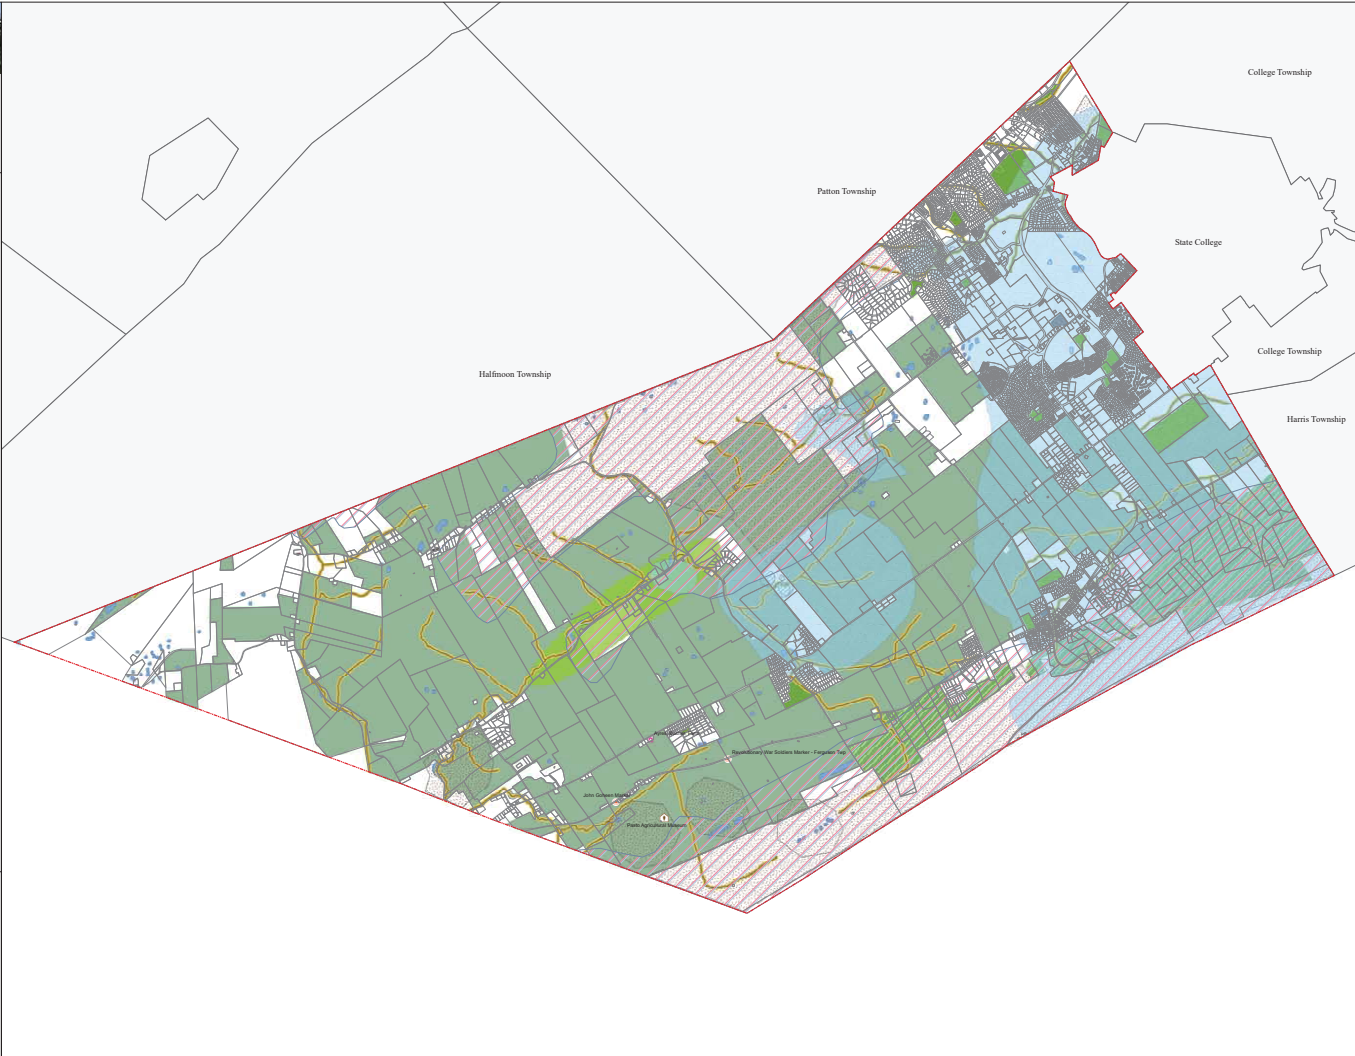 College Township
Patton Township
State College
College Township
Halfmoon Township
Harris Township
Revolutionary War Soldiers Marker - Ferguson Twp
John Goheen Marker
Pasto Agricultural Museum